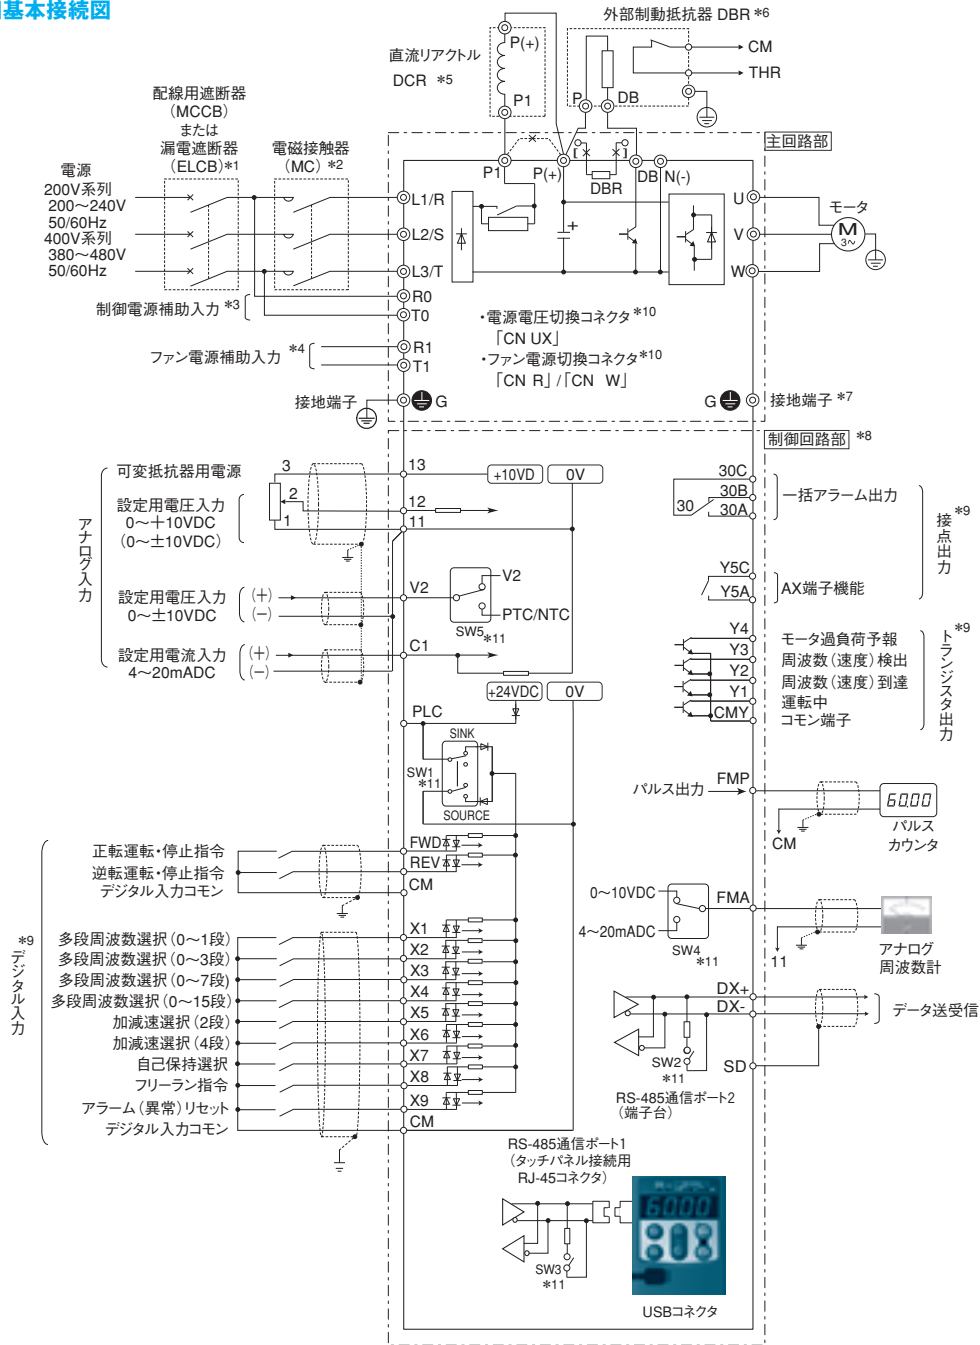 基本接続図
外部制動抵抗器 DBR *6
直流リアクトル
DCR *5
P(+)
P1
CM
THR
P
DB
配線用遮断器
(MCCB)
または
漏電遮断器
(ELCB)*1
電磁接触器
(MC) *2
主回路部
P1
P(+)
DBR
DB
N(-)
電源
200V系列
200～240V
50/60Hz
400V系列
380～480V
50/60Hz
L1/R
L2/S
L3/T
R0
T0
U
V
W
モータ
M
3~
制御電源補助入力 *3
・電源電圧切換コネクタ*10
「CN UX」
・ファン電源切換コネクタ*10
「CN R」/「CN W」
ファン電源補助入力 *4
R1
T1
接地端子
G
G
接地端子 *7
制御回路部 *8
アナログ入力
可変抵抗器用電源
設定用電圧入力
0～＋10VDC
(0～±10VDC)
3
2
1
13
12
11
+10VD
0V
設定用電圧入力
0～±10VDC
(+)
(−)
V2
V2
PTC/NTC
SW5 *11
設定用電流入力
4～20mADC
(+)
(−)
C1
+24VDC
0V
PLC
SINK
SW1
*11
SOURCE
30C
30B
30
30A
一括アラーム出力
Y5C
Y5A
AX端子機能
接点出力 *9
Y4
Y3
Y2
Y1
CMY
モータ過負荷予報
周波数(速度)検出
周波数(速度)到達
運転中
コモン端子
トランジスタ出力 *9
パルス出力
FMP
CM
60.00
パルス
カウンタ
*9
デジタル入力
正転運転・停止指令
逆転運転・停止指令
デジタル入力コモン
FWD
REV
CM
0～10VDC
4～20mADC
SW4
*11
FMA
11
アナログ
周波数計
多段周波数選択(0～1段)
多段周波数選択(0～3段)
多段周波数選択(0～7段)
多段周波数選択(0～15段)
加減速選択(2段)
加減速選択(4段)
自己保持選択
フリーラン指令
アラーム(異常)リセット
デジタル入力コモン
X1
X2
X3
X4
X5
X6
X7
X8
X9
CM
DX+
DX-
データ送受信
SW2
*11
SD
RS-485通信ポート2
(端子台)
RS-485通信ポート1
(タッチパネル接続用
RJ-45コネクタ)
SW3
*11
60.00
USBコネクタ